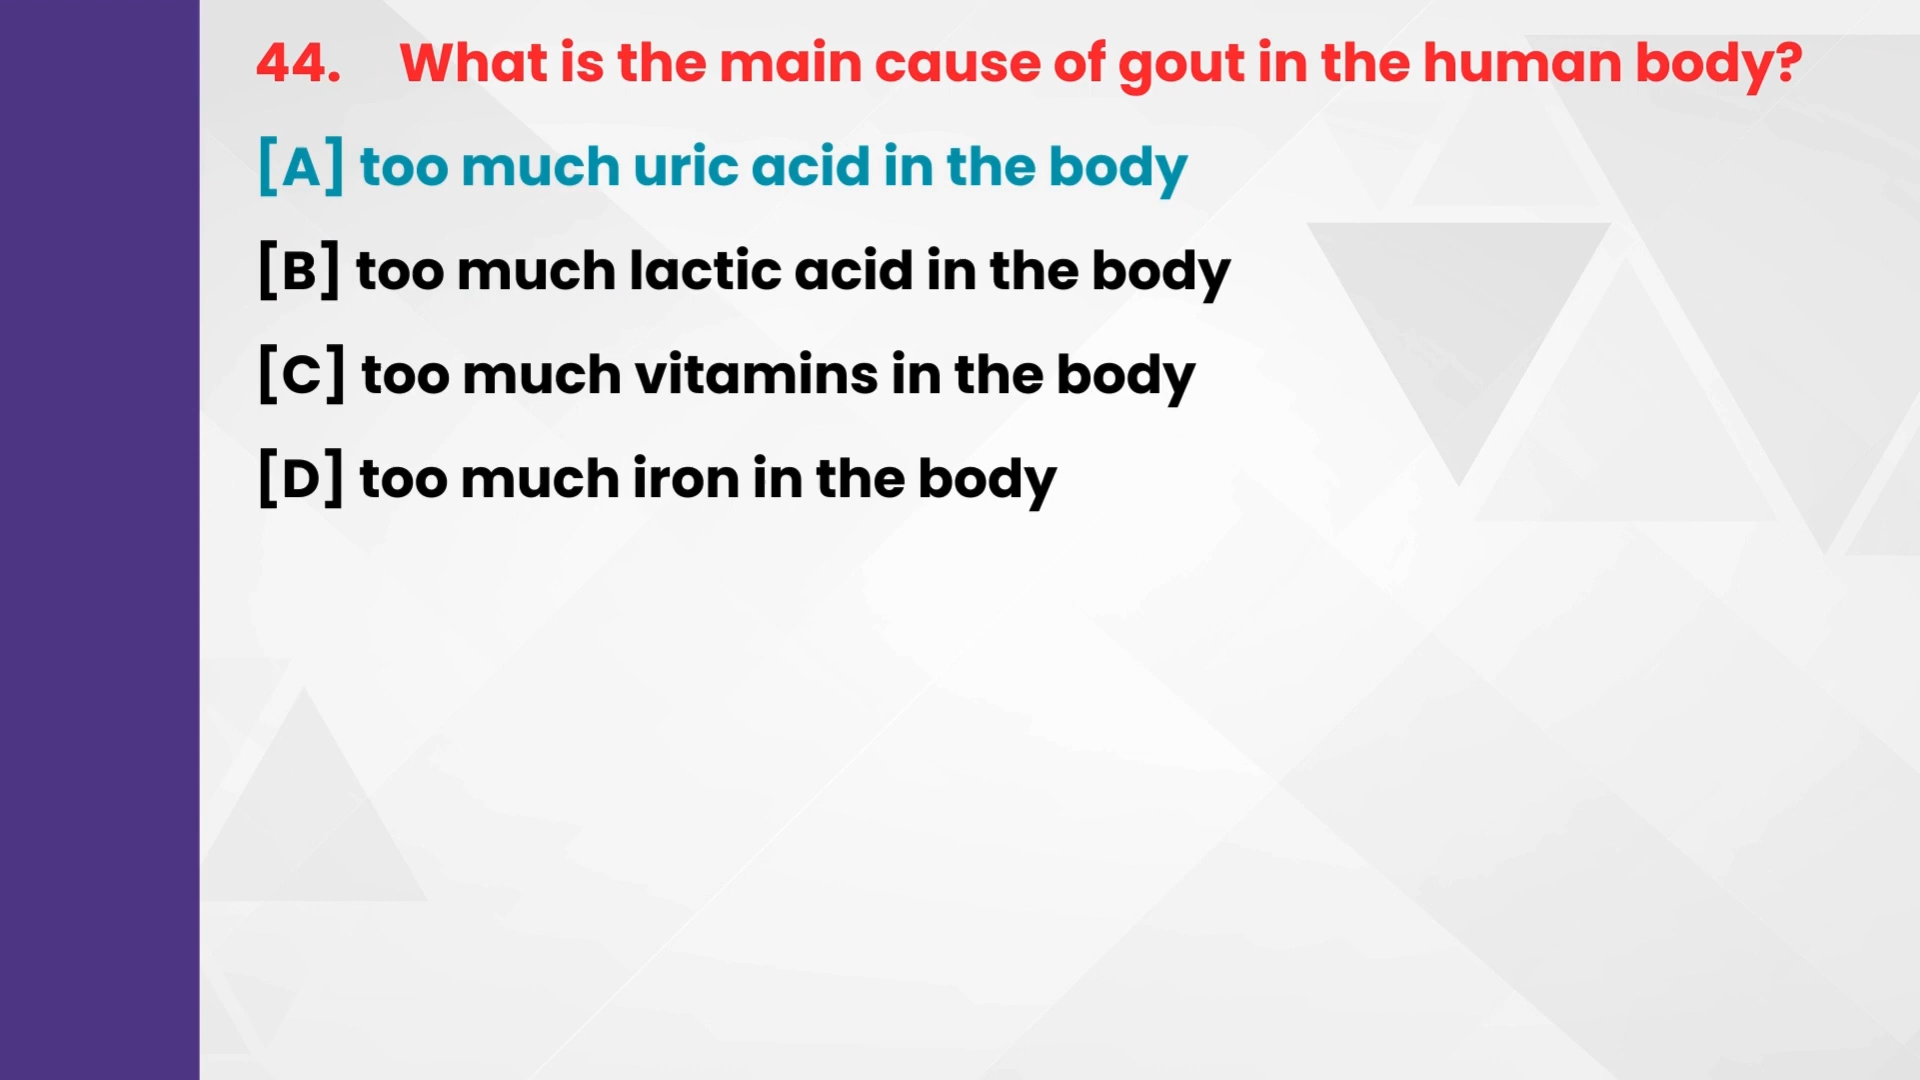 44. What is the main cause of gout in the human body?
[A] too much uric acid in the body
[B] too much lactic acid in the body
[C] too much vitamins in the body
[D] too much iron in the body